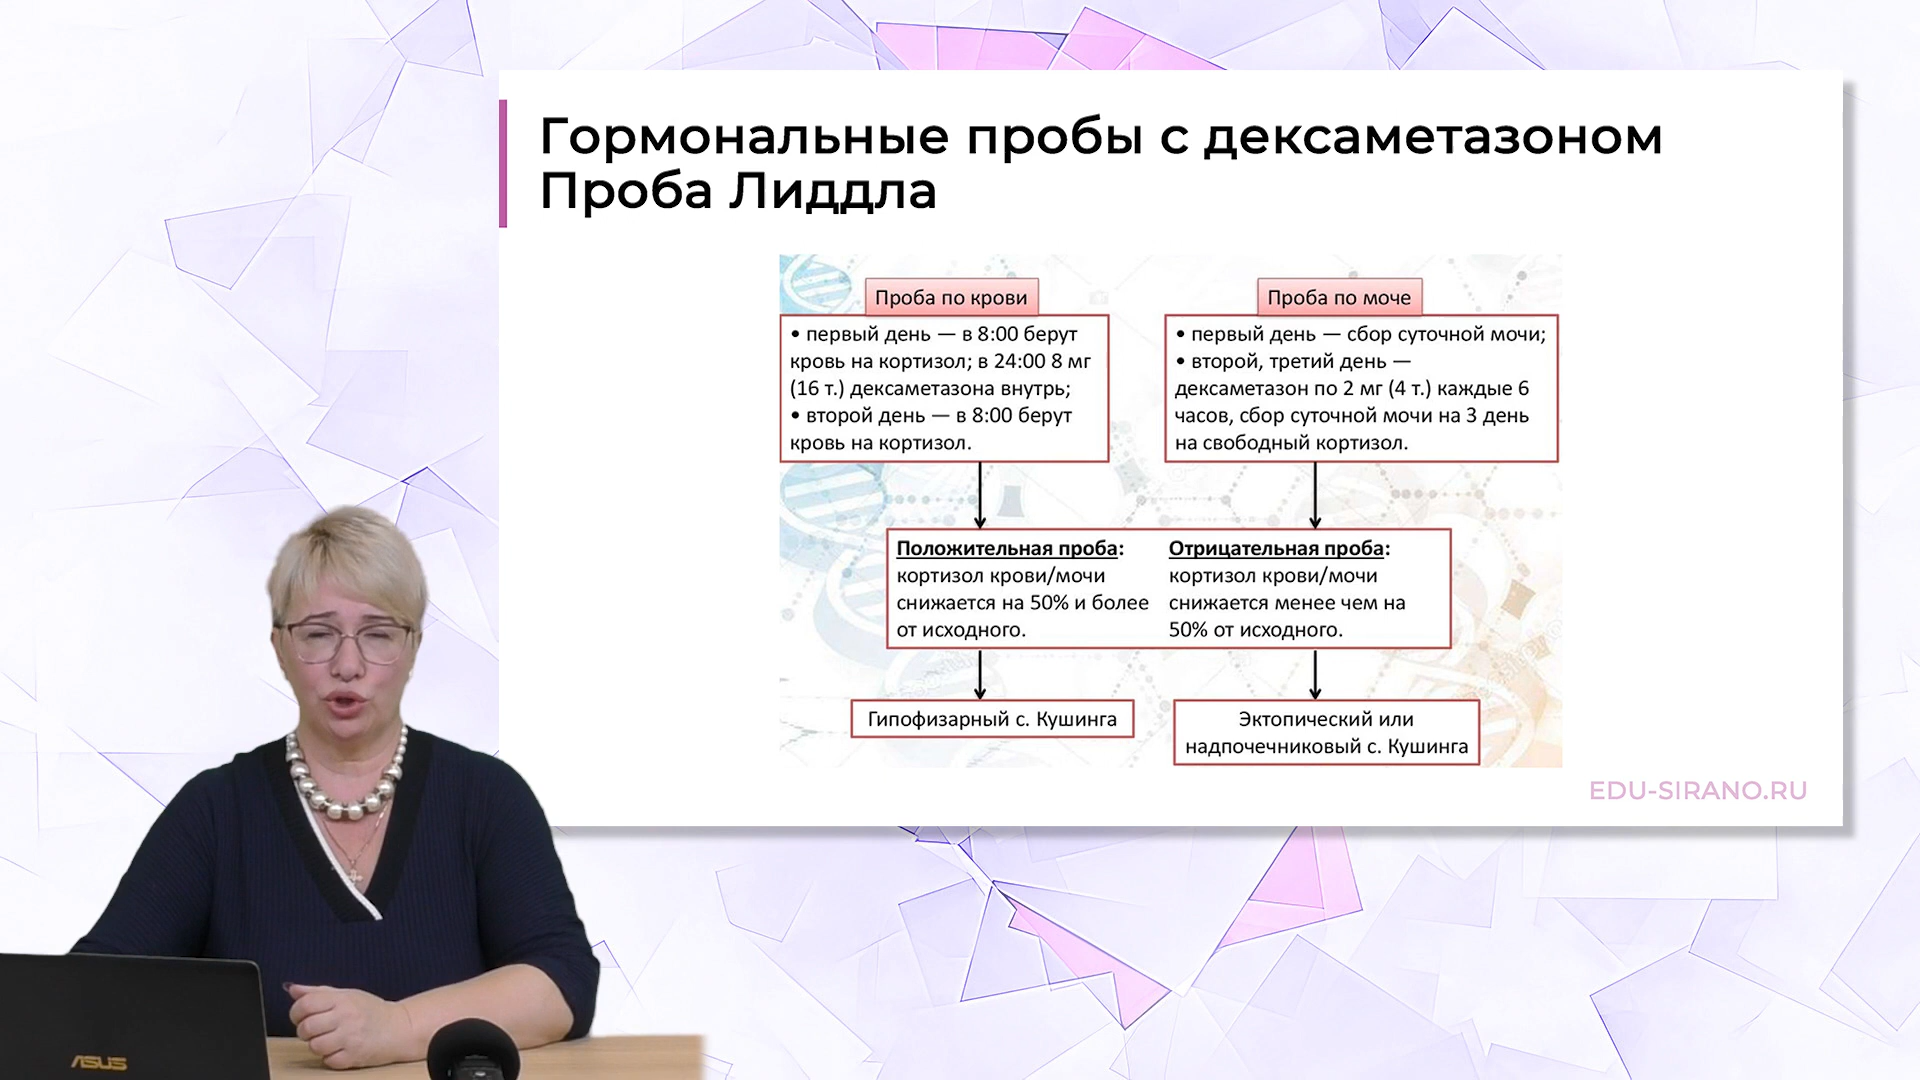 Гормональные пробы с дексаметазоном
Проба Лиддла
Проба по крови
• первый день — в 8:00 берут
кровь на кортизол; в 24:00 8 мг
(16 т.) дексаметазона внутрь;
• второй день — в 8:00 берут
кровь на кортизол.
Проба по моче
• первый день — сбор суточной мочи;
• второй, третий день —
дексаметазон по 2 мг (4 т.) каждые 6
часов, сбор суточной мочи на 3 день
на свободный кортизол.
Положительная проба:
кортизол крови/мочи
снижается на 50% и более
от исходного.
Отрицательная проба:
кортизол крови/мочи
снижается менее чем на
50% от исходного.
Гипофизарный с. Кушинга
Эктопический или
надпочечниковый с. Кушинга
EDU-SIRANO.RU
ASUS